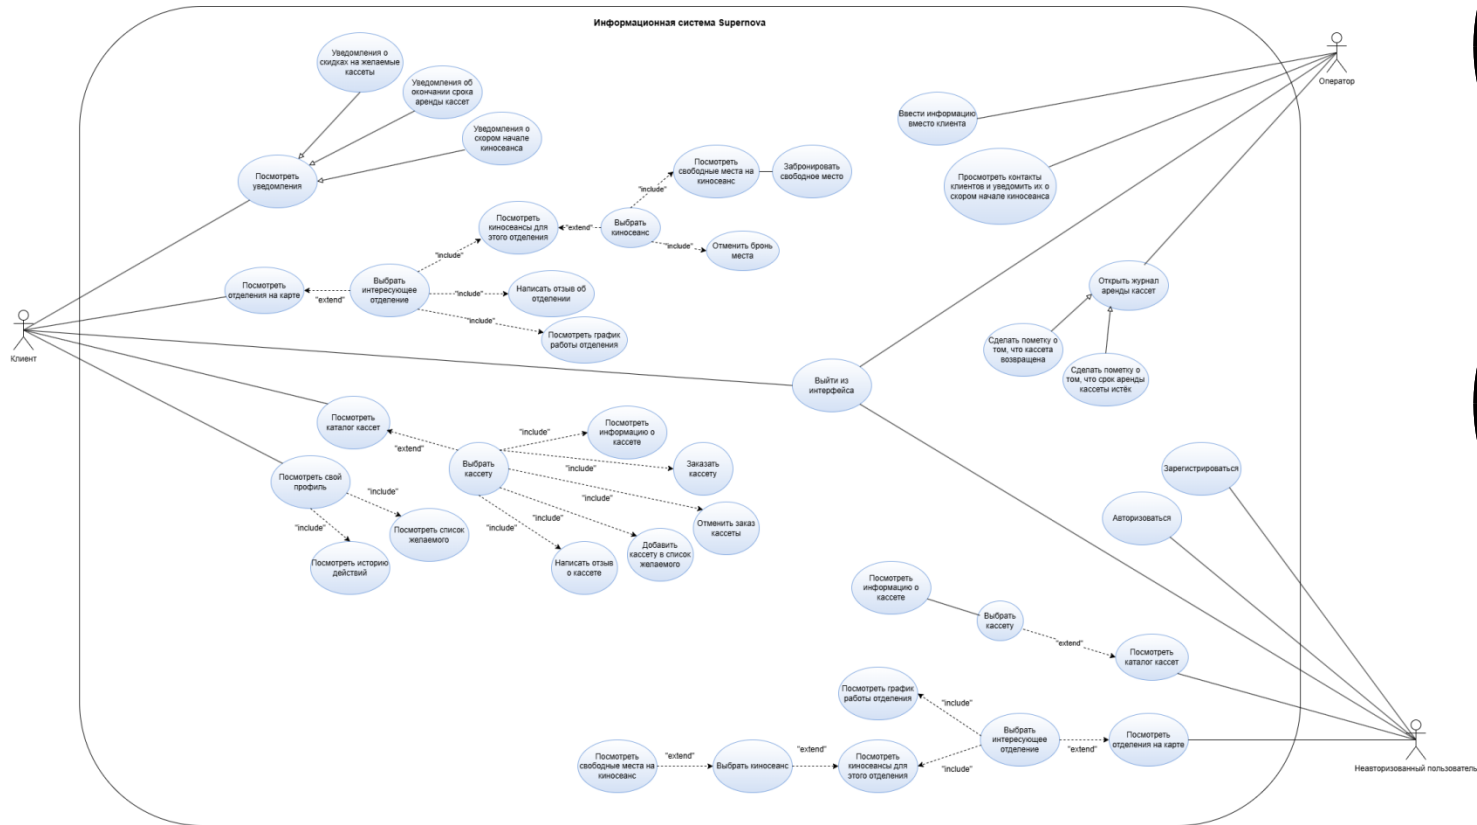 Информационная система Supernova
Уведомления о
скидках на желаемые
кассеты
Уведомления об
окончании срока
аренды кассет
Уведомления о
скором начале
киносеанса
Посмотреть
уведомления
Оператор
Ввести информацию
вместо клиента
Просмотреть контакты
клиентов и уведомить их о
скором начале киносеанса
Посмотреть
свободные места на
киносеанс
Забронировать
свободное место
"include"
Посмотреть
киносеансы для
этого отделения
"extend"
Выбрать
киносеанс
"include"
Отменить бронь
места
"include"
Посмотреть
отделения на карте
"extend"
Выбрать
интересующее
отделение
"include"
Написать отзыв об
отделении
"include"
Посмотреть график
работы отделения
Открыть журнал
аренды кассет
Сделать пометку о
том, что кассета
возвращена
Сделать пометку о
том, что срок аренды
кассеты истёк
Клиент
Выйти из
интерфейса
Посмотреть
каталог кассет
"extend"
Выбрать
кассету
"include"
Посмотреть
информацию о
кассете
"include"
Заказать
кассету
"include"
Отменить заказ
кассеты
"include"
Добавить
кассету в список
желаемого
"include"
Написать отзыв
о кассете
Посмотреть свой
профиль
"include"
Посмотреть список
желаемого
"include"
Посмотреть историю
действий
Зарегистрироваться
Авторизоваться
Посмотреть
информацию о
кассете
Выбрать
кассету
"extend"
Посмотреть
каталог кассет
Посмотреть график
работы отделения
"include"
Выбрать
интересующее
отделение
"extend"
Посмотреть
отделения на карте
"include"
Посмотреть
свободные места на
киносеанс
"extend"
Выбрать киносеанс
"extend"
Посмотреть
киносеансы для
этого отделения
Неавторизованный пользователь